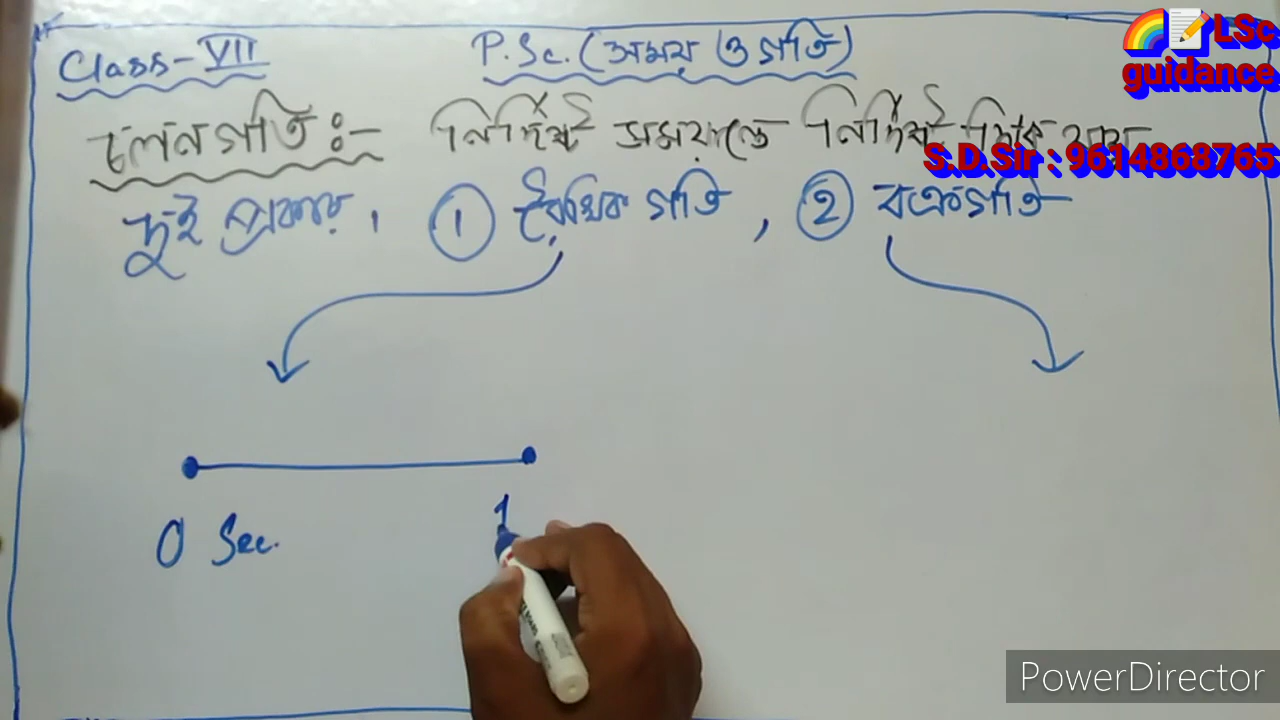 Class-VII
P.Sc. (সময় ও গতি)
🌈📝 LSc
guidance
চলনগতি :- নির্দিষ্ট সময়ান্তে নির্দিষ্ট দিকে
S.D.Sir : 9614868765
দুই প্রকার, ① রৈখিক গতি, ② বক্রগতি
0 Sec.
1
PowerDirector